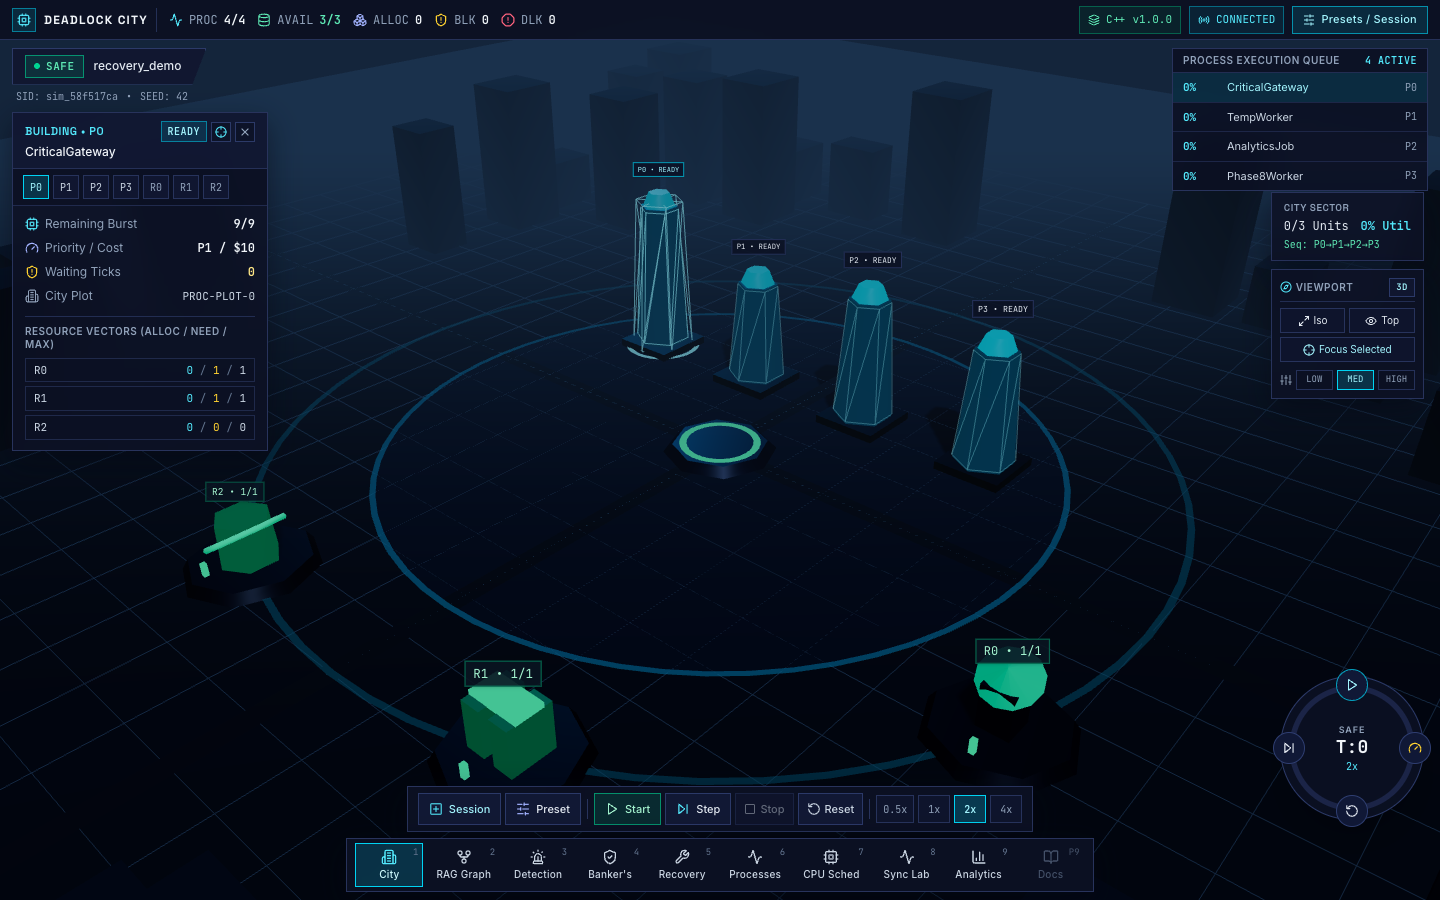 DEADLOCK CITY
PROC 4/4
AVAIL 3/3
ALLOC 0
BLK 0
DLK 0
C++ v1.0.0
CONNECTED
Presets / Session
SAFE
recovery_demo
SID: sim_58f517ca • SEED: 42
BUILDING • P0
READY
CriticalGateway
P0 P1 P2 P3 R0 R1 R2
Remaining Burst 9/9
Priority / Cost P1 / $10
Waiting Ticks 0
City Plot PROC-PLOT-0
RESOURCE VECTORS (ALLOC / NEED /
MAX)
R0 0 / 1 / 1
R1 0 / 1 / 1
R2 0 / 0 / 0
P0 • READY
P1 • READY
P2 • READY
P3 • READY
R2 • 1/1
R1 • 1/1
R0 • 1/1
PROCESS EXECUTION QUEUE 4 ACTIVE
0% CriticalGateway P0
0% TempWorker P1
0% AnalyticsJob P2
0% Phase8Worker P3
CITY SECTOR
0/3 Units 0% Util
Seq: P0→P1→P2→P3
VIEWPORT 3D
Iso
Top
Focus Selected
LOW MED HIGH
SAFE
T:0
2x
Session
Preset
Start
Step
Stop
Reset
0.5x 1x 2x 4x
City 1
RAG Graph 2
Detection 3
Banker's 4
Recovery 5
Processes 6
CPU Sched 7
Sync Lab 8
Analytics 9
Docs P9